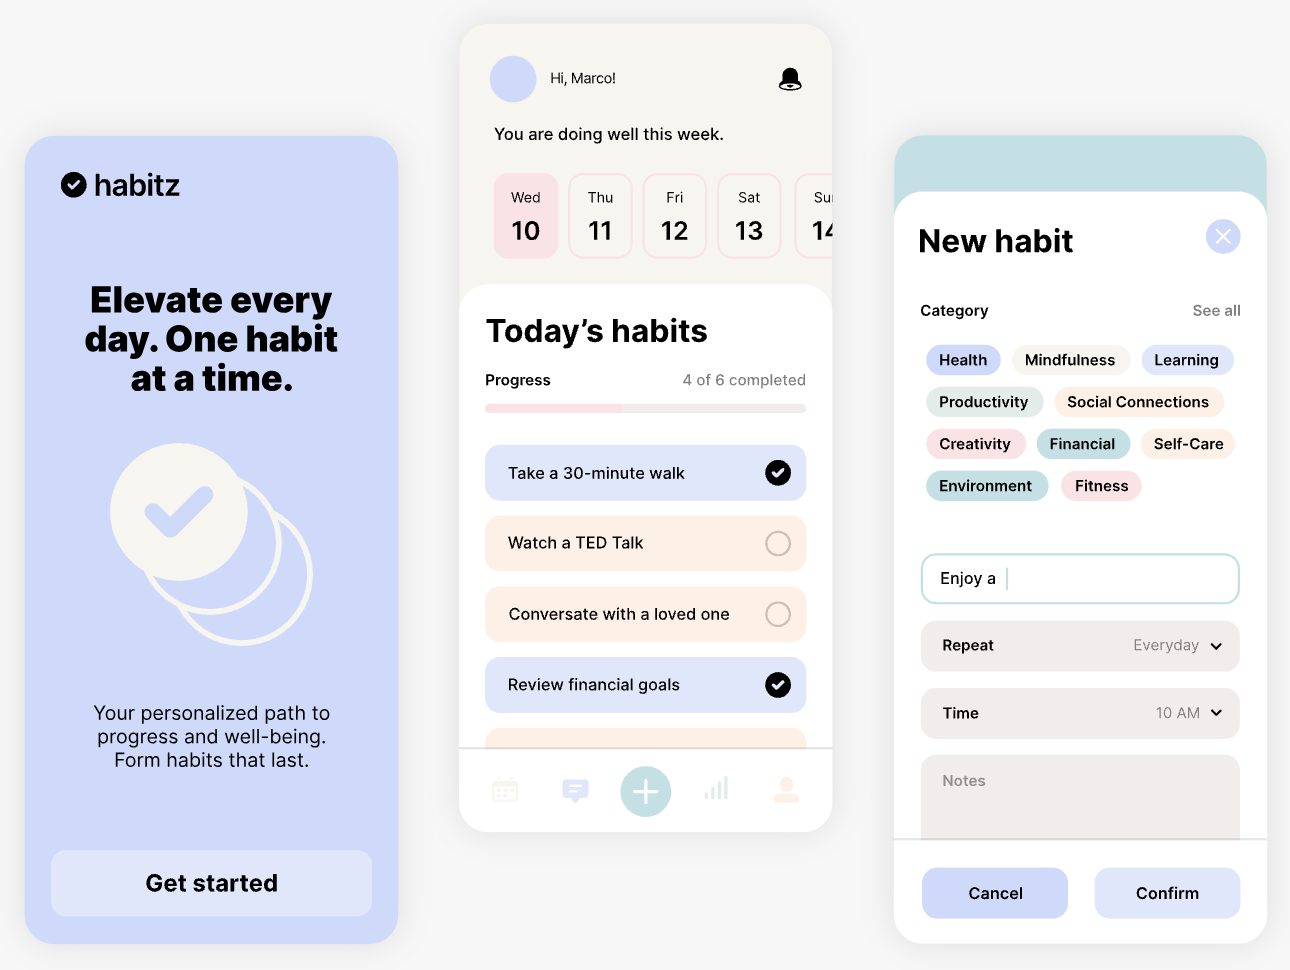 habitz
Elevate every
day. One habit
at a time.
Your personalized path to
progress and well-being.
Form habits that last.
Get started
Hi, Marco!
You are doing well this week.
Wed Thu Fri Sat Sun
10 11 12 13 14
Today's habits
Progress 4 of 6 completed
Take a 30-minute walk
Watch a TED Talk
Conversate with a loved one
Review financial goals
New habit
Category See all
Health Mindfulness Learning
Productivity Social Connections
Creativity Financial Self-Care
Environment Fitness
Enjoy a
Repeat Everyday
Time 10 AM
Notes
Cancel Confirm